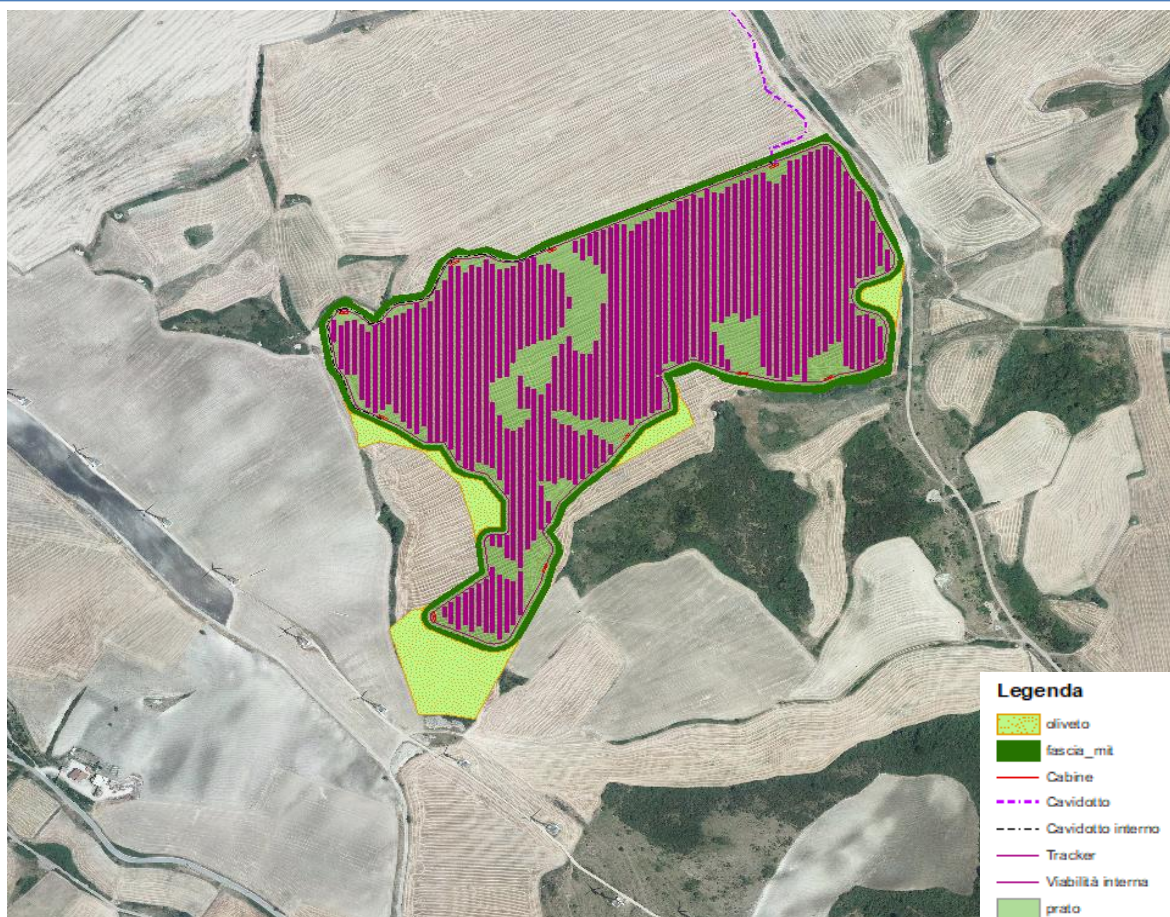 Legenda
oliveto
fascia_mit
Cabine
Cavidotto
Cavidotto interno
Tracker
Viabilità interna
prato